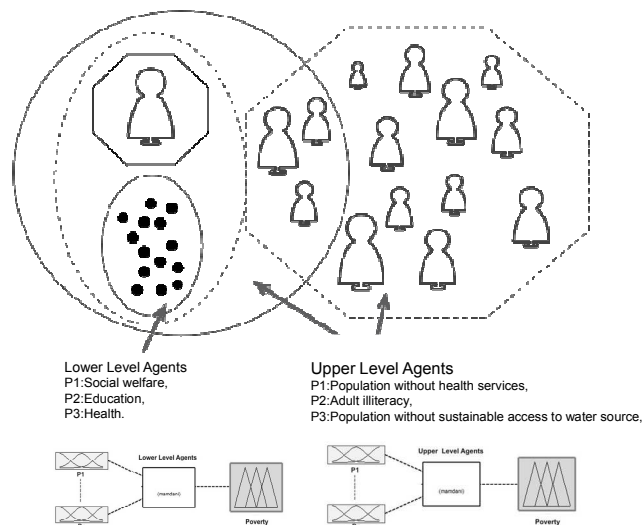 Lower Level Agents
P1:Social welfare,
P2:Education,
P3:Health.
Upper Level Agents
P1:Population without health services,
P2:Adult illiteracy,
P3:Population without sustainable access to water source,
Lower Level Agents
P1
(mamdani)
Poverty
Upper Level Agents
P1
(mamdani)
Poverty